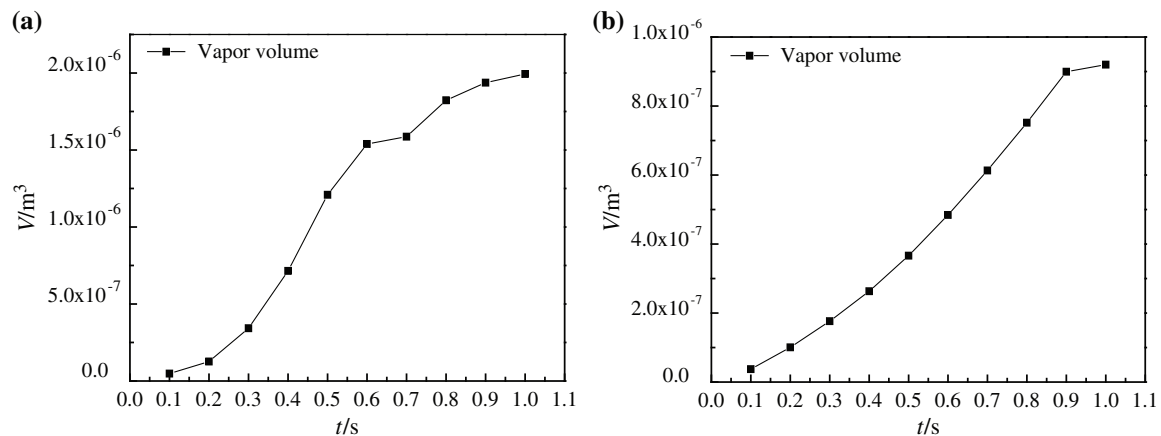 (a)
Vapor volume
2.0x10⁻⁶
1.5x10⁻⁶
1.0x10⁻⁶
5.0x10⁻⁷
0.0
V/m³
0.0 0.1 0.2 0.3 0.4 0.5 0.6 0.7 0.8 0.9 1.0 1.1
t/s
(b)
Vapor volume
1.0x10⁻⁶
8.0x10⁻⁷
6.0x10⁻⁷
4.0x10⁻⁷
2.0x10⁻⁷
0.0
V/m³
0.0 0.1 0.2 0.3 0.4 0.5 0.6 0.7 0.8 0.9 1.0 1.1
t/s